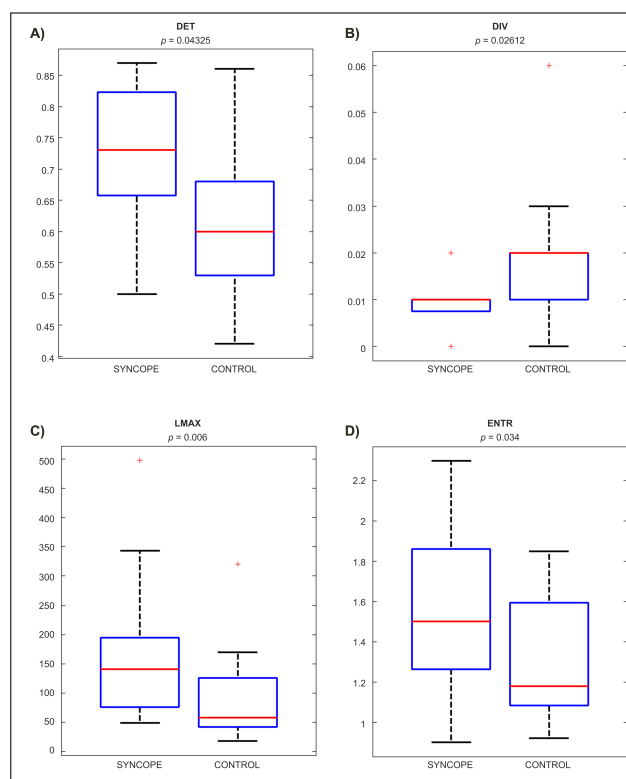 A)
DET
p = 0.04325
0.85
0.8
0.75
0.7
0.65
0.6
0.55
0.5
0.45
0.4
SYNCOPE CONTROL
B)
DIV
p = 0.02612
0.06
0.05
0.04
0.03
0.02
0.01
0
SYNCOPE CONTROL
C)
LMAX
p = 0.006
500
450
400
350
300
250
200
150
100
50
0
SYNCOPE CONTROL
D)
ENTR
p = 0.034
2.2
2
1.8
1.6
1.4
1.2
1
SYNCOPE CONTROL